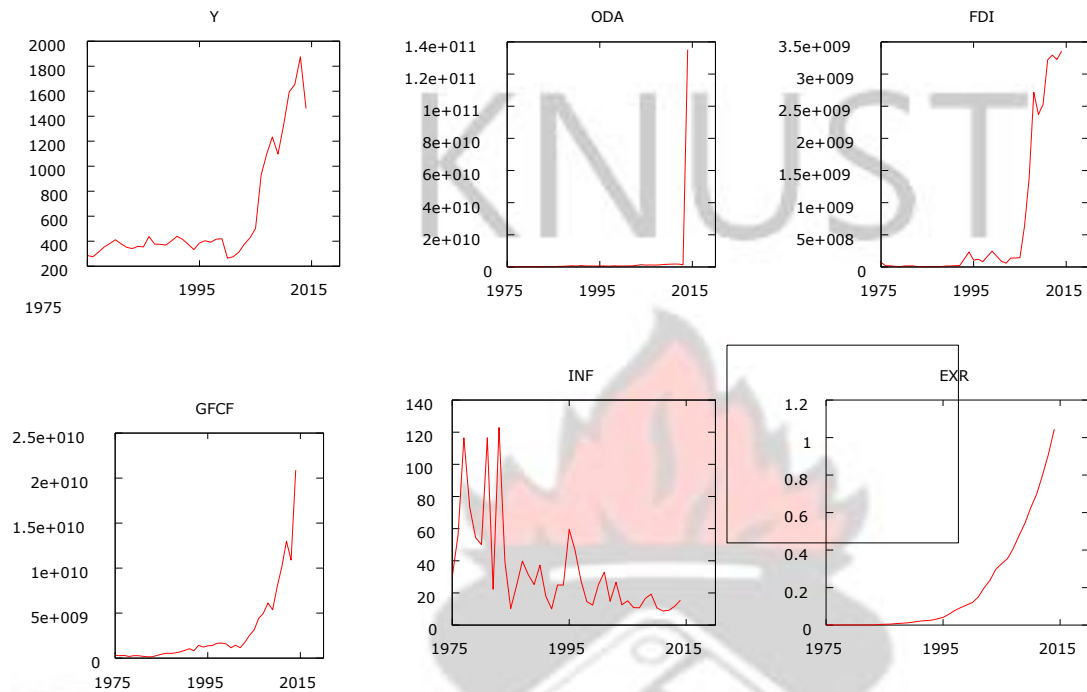 Y
2000
1800
1600
1400
1200
1000
800
600
400
200
1995
2015
1975
ODA
1.4e+011
1.2e+011
1e+011
8e+010
6e+010
4e+010
2e+010
0
1975
1995
2015
FDI
3.5e+009
3e+009
2.5e+009
2e+009
1.5e+009
1e+009
5e+008
0
1975
1995
2015
KNUST
GFCF
2.5e+010
2e+010
1.5e+010
1e+010
5e+009
0
1975
1995
2015
INF
140
120
100
80
60
40
20
0
1975
1995
2015
EXR
1.2
1
0.8
0.6
0.4
0.2
0
1975
1995
2015